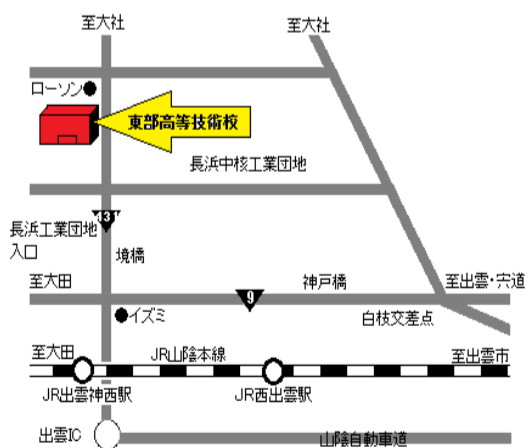 至大社
至大社
ローソン
東部高等技術校
長浜中核工業団地
長浜工業団地
入口
431
境橋
至大田
9
神戸橋
至出雲・宍道
イズミ
白枝交差点
至大田
JR山陰本線
至出雲市
JR出雲神西駅
JR西出雲駅
出雲IC
山陰自動車道